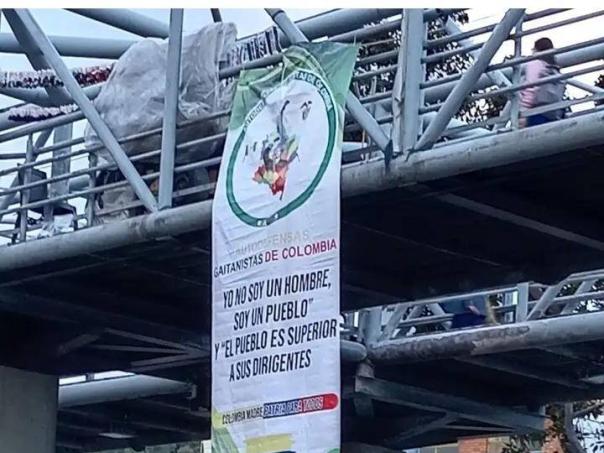 AUTODEFENSAS
GAITANISTAS DE COLOMBIA
YO NO SOY UN HOMBRE,
SOY UN PUEBLO"
Y "EL PUEBLO ES SUPERIOR
A SUS DIRIGENTES
COLOMBIA MADRE PATRIA PARA TODOS